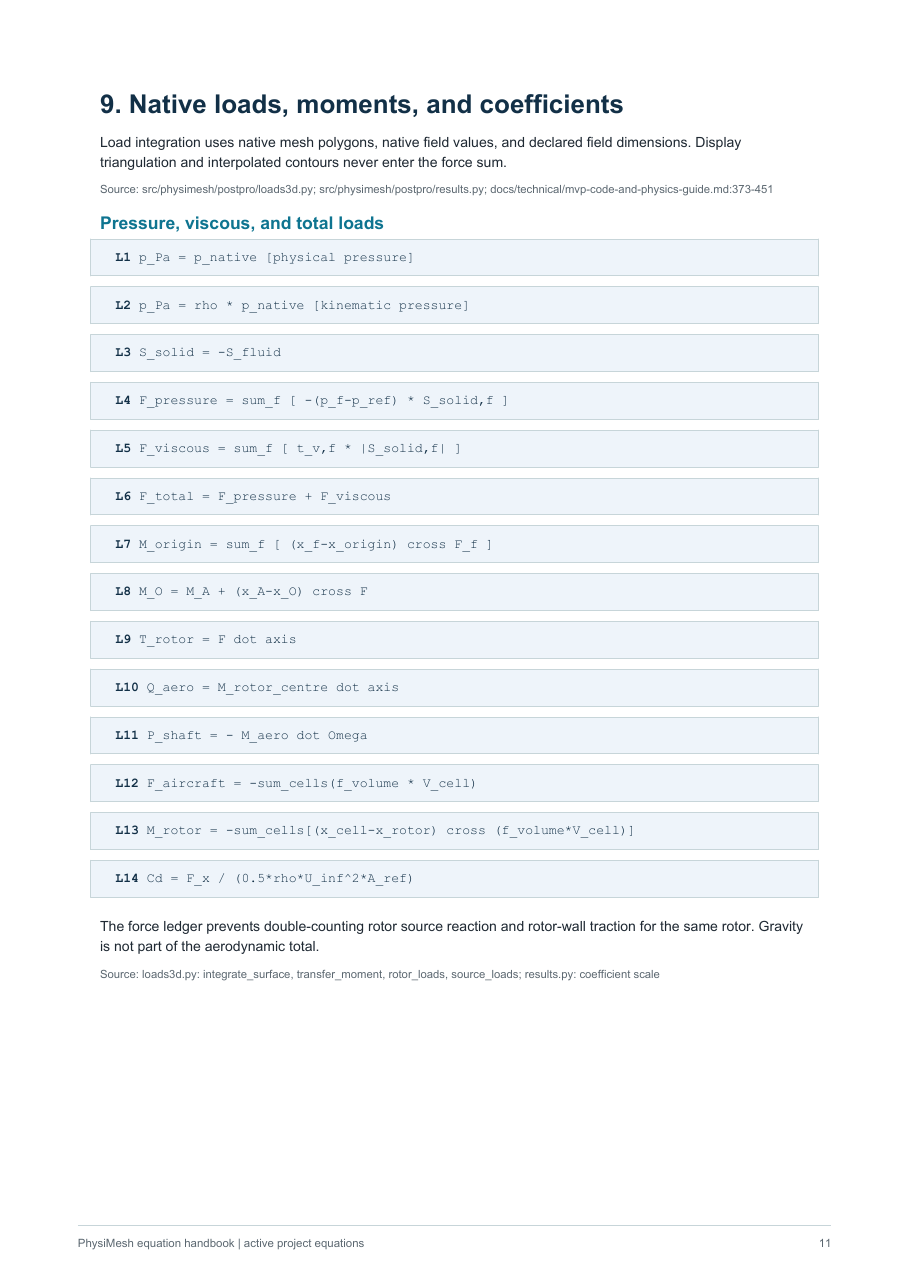 9. Native loads, moments, and coefficients
Load integration uses native mesh polygons, native field values, and declared field dimensions. Display
triangulation and interpolated contours never enter the force sum.
Source: src/physimesh/postpro/loads3d.py; src/physimesh/postpro/results.py; docs/technical/mvp-code-and-physics-guide.md:373-451
Pressure, viscous, and total loads
L1 p_Pa = p_native [physical pressure]
L2 p_Pa = rho * p_native [kinematic pressure]
L3 S_solid = -S_fluid
L4 F_pressure = sum_f [ -(p_f-p_ref) * S_solid,f ]
L5 F_viscous = sum_f [ t_v,f * |S_solid,f| ]
L6 F_total = F_pressure + F_viscous
L7 M_origin = sum_f [ (x_f-x_origin) cross F_f ]
L8 M_O = M_A + (x_A-x_O) cross F
L9 T_rotor = F dot axis
L10 Q_aero = M_rotor_centre dot axis
L11 P_shaft = - M_aero dot Omega
L12 F_aircraft = -sum_cells(f_volume * V_cell)
L13 M_rotor = -sum_cells[(x_cell-x_rotor) cross (f_volume*V_cell)]
L14 Cd = F_x / (0.5*rho*U_inf^2*A_ref)
The force ledger prevents double-counting rotor source reaction and rotor-wall traction for the same rotor. Gravity
is not part of the aerodynamic total.
Source: loads3d.py: integrate_surface, transfer_moment, rotor_loads, source_loads; results.py: coefficient scale
PhysiMesh equation handbook | active project equations
11